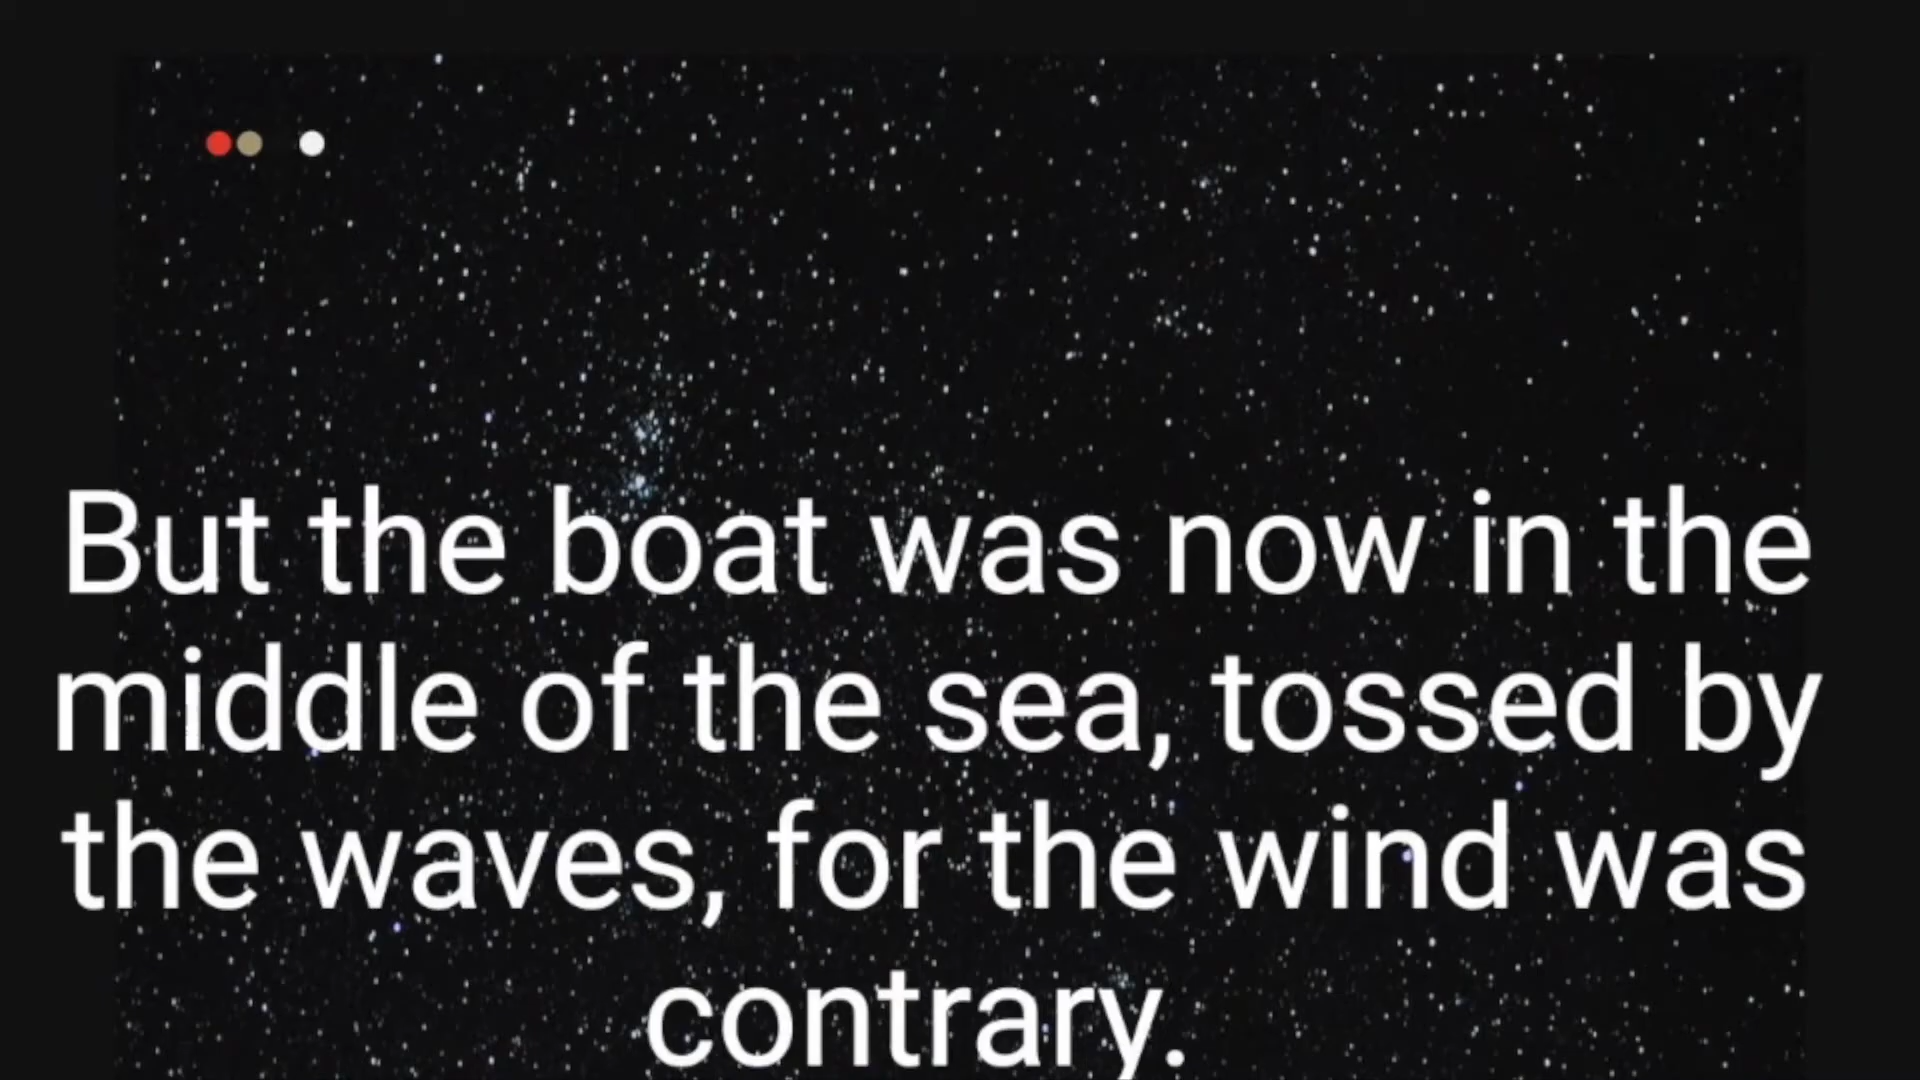 But the boat was now in the
middle of the sea, tossed by
the waves, for the wind was
contrary.